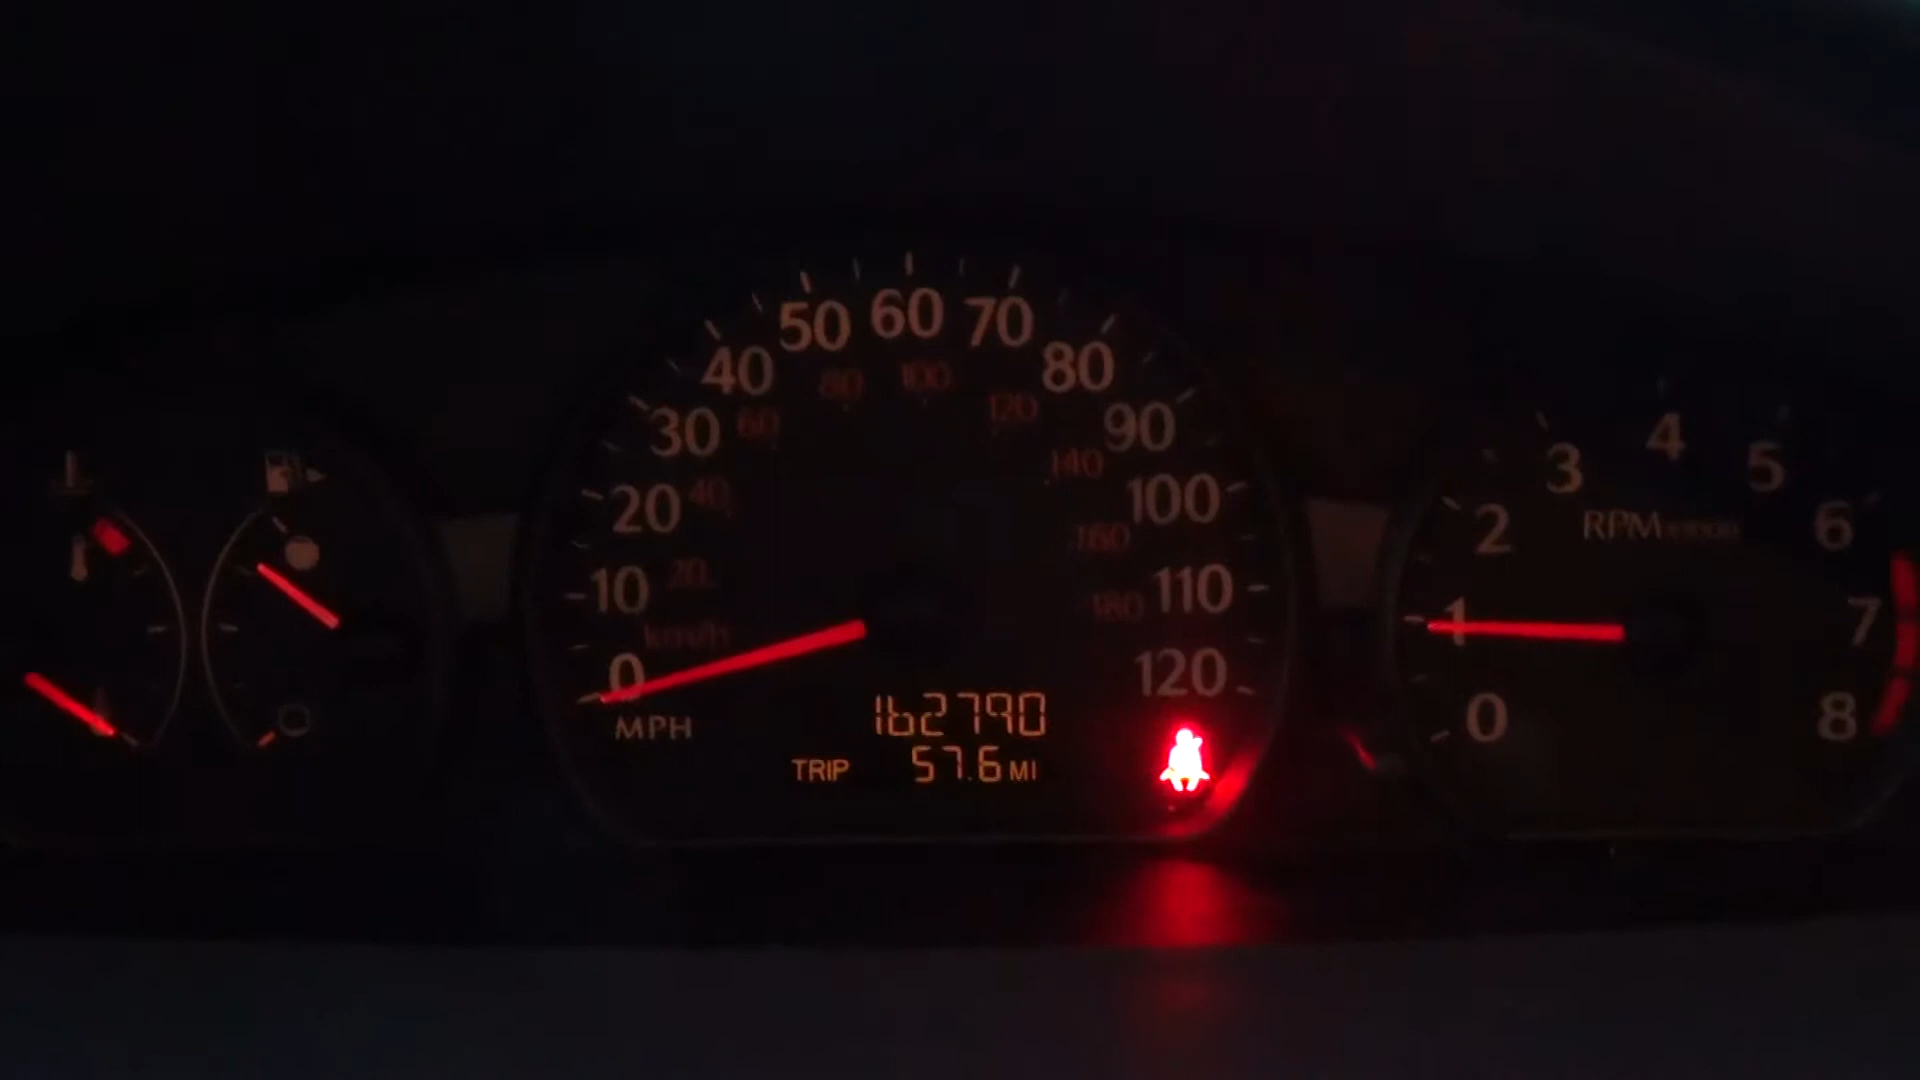 50 60 70
40 80
80 100
30 60 120 90
20 40 140 100
10 20 160 110
km/h 180
0 120
MPH
162790
TRIP 57.6 MI
4
3 5
2 RPM 6
1 7
0 8